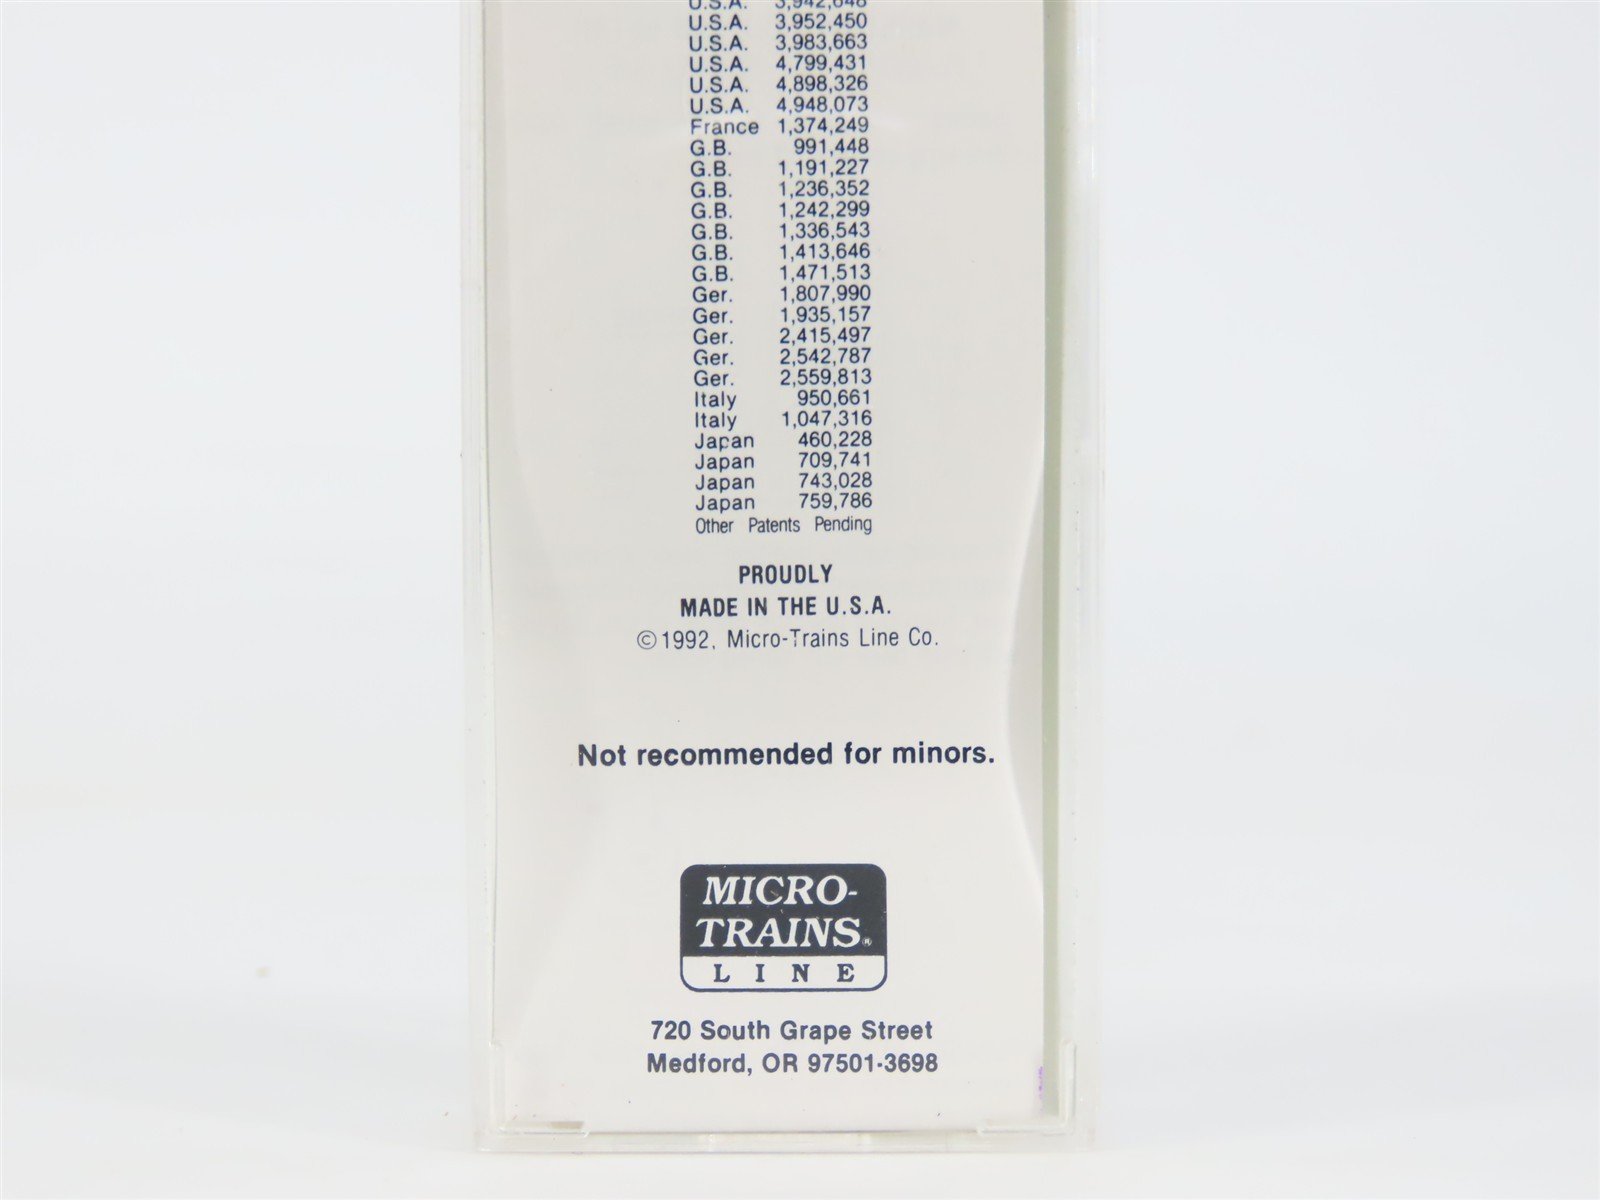 U.S.A. 3,942,648
U.S.A. 3,952,450
U.S.A. 3,983,663
U.S.A. 4,799,431
U.S.A. 4,898,326
U.S.A. 4,948,073
France 1,374,249
G.B. 991,448
G.B. 1,191,227
G.B. 1,236,352
G.B. 1,242,299
G.B. 1,336,543
G.B. 1,413,646
G.B. 1,471,513
Ger. 1,807,990
Ger. 1,935,157
Ger. 2,415,497
Ger. 2,542,787
Ger. 2,559,813
Italy 950,661
Italy 1,047,316
Japan 460,228
Japan 709,741
Japan 743,028
Japan 759,786
Other Patents Pending
PROUDLY
MADE IN THE U.S.A.
©1992, Micro-Trains Line Co.
Not recommended for minors.
MICRO-
TRAINS®
LINE
720 South Grape Street
Medford, OR 97501-3698